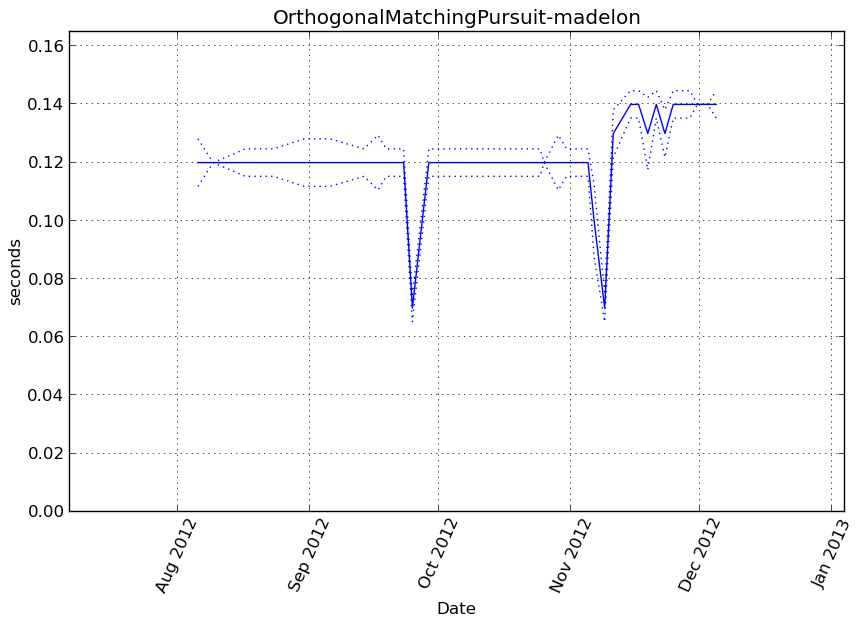 OrthogonalMatchingPursuit-madelon
0.16
0.14
0.12
0.10
0.08
0.06
0.04
0.02
0.00
seconds
Aug 2012
Sep 2012
Oct 2012
Nov 2012
Dec 2012
Jan 2013
Date